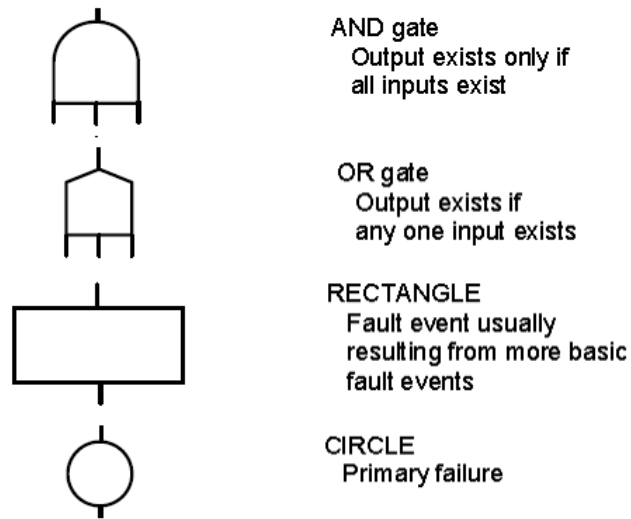 AND gate
Output exists only if
all inputs exist
OR gate
Output exists if
any one input exists
RECTANGLE
Fault event usually
resulting from more basic
fault events
CIRCLE
Primary failure